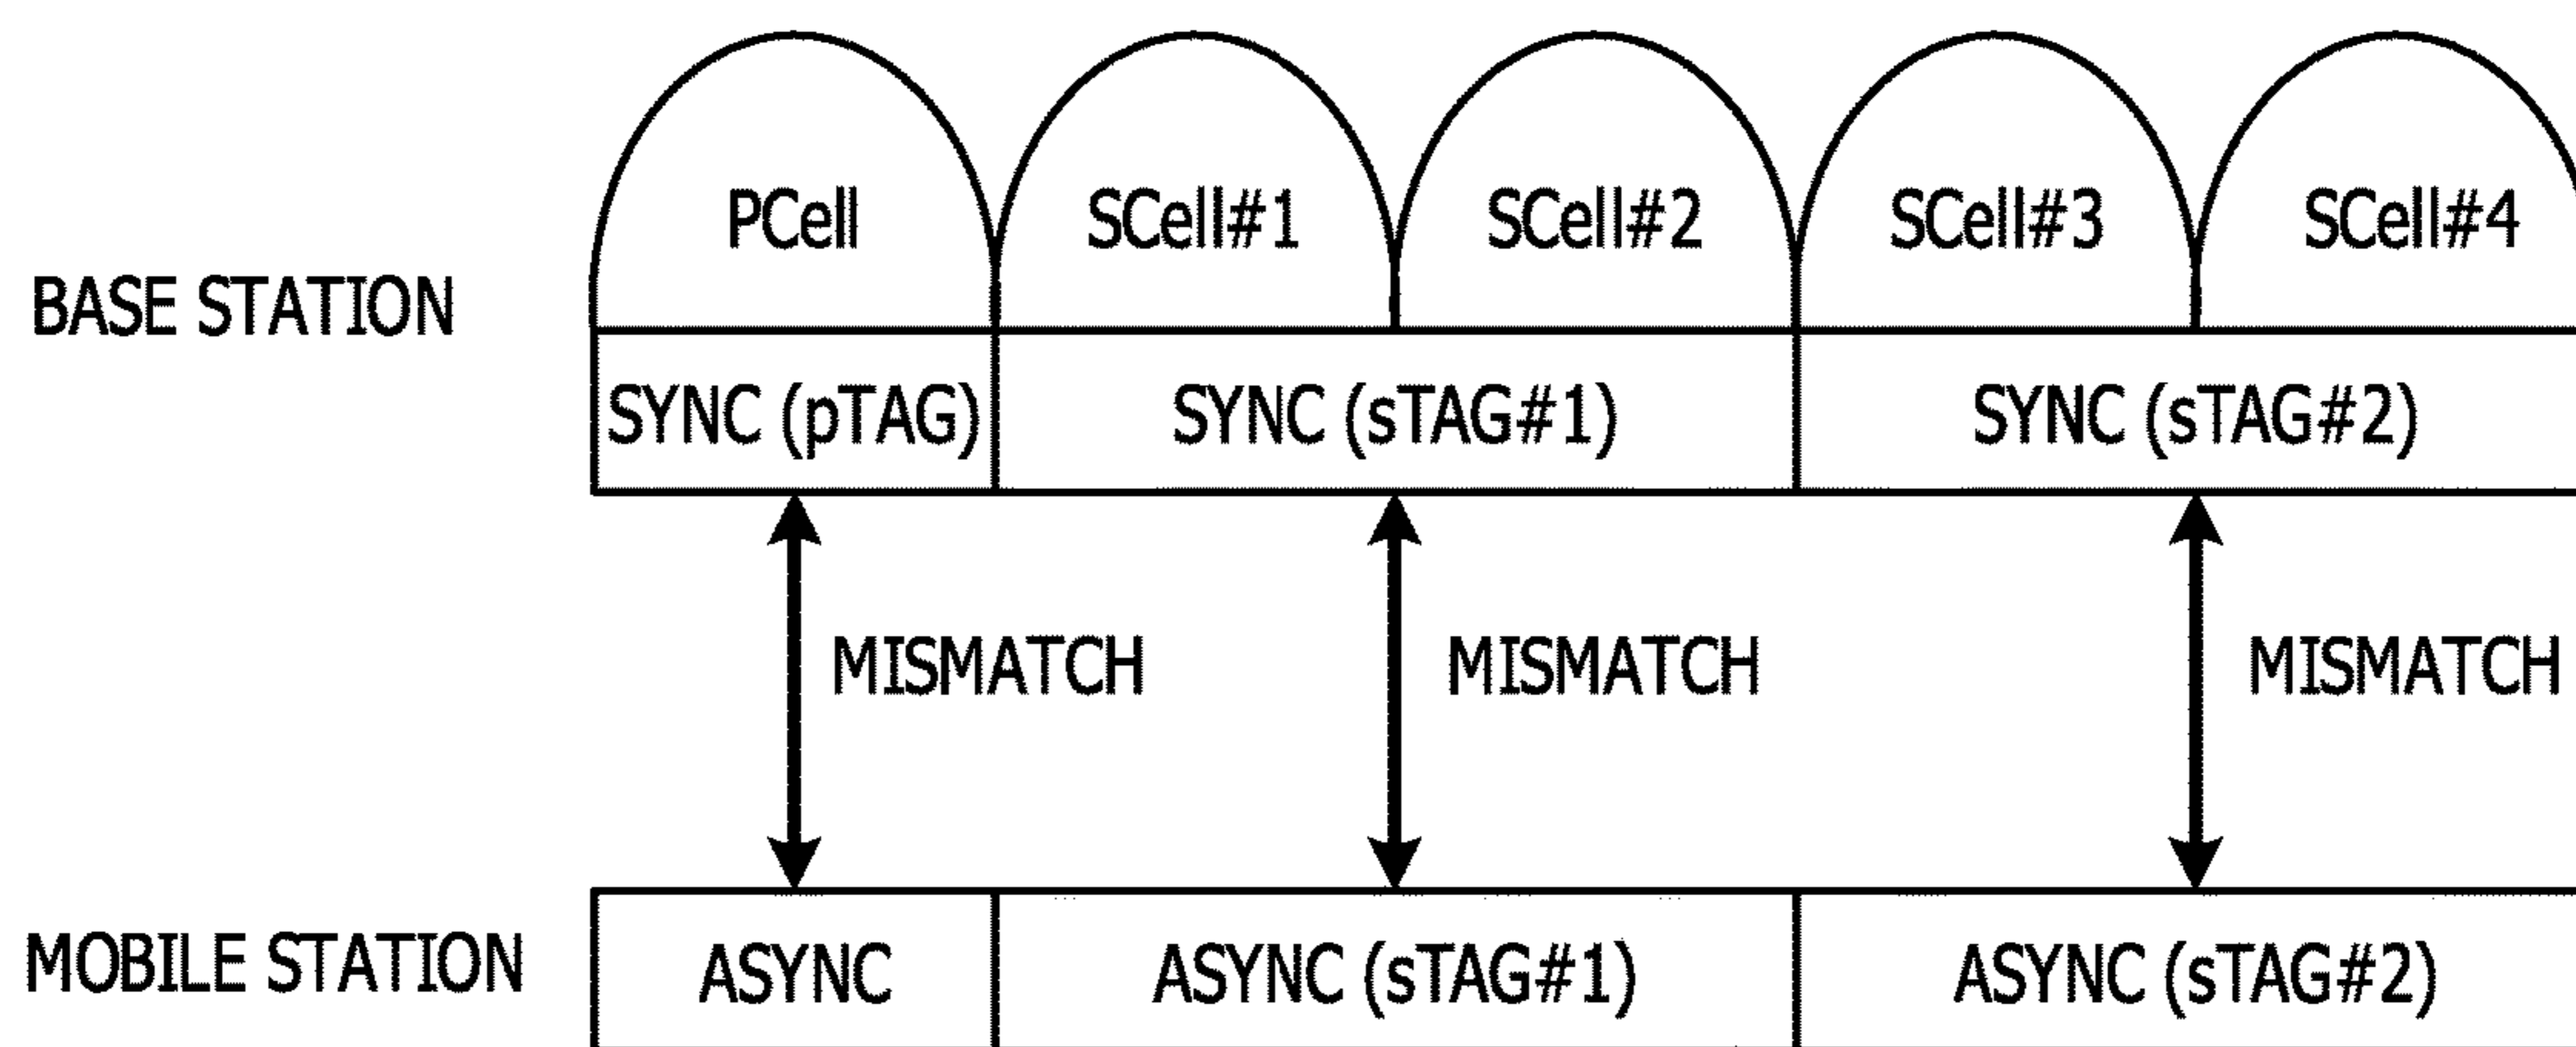 PCell SCell#1 SCell#2 SCell#3 SCell#4
BASE STATION
SYNC (pTAG) SYNC (sTAG#1) SYNC (sTAG#2)
MISMATCH MISMATCH MISMATCH
MOBILE STATION ASYNC ASYNC (sTAG#1) ASYNC (sTAG#2)